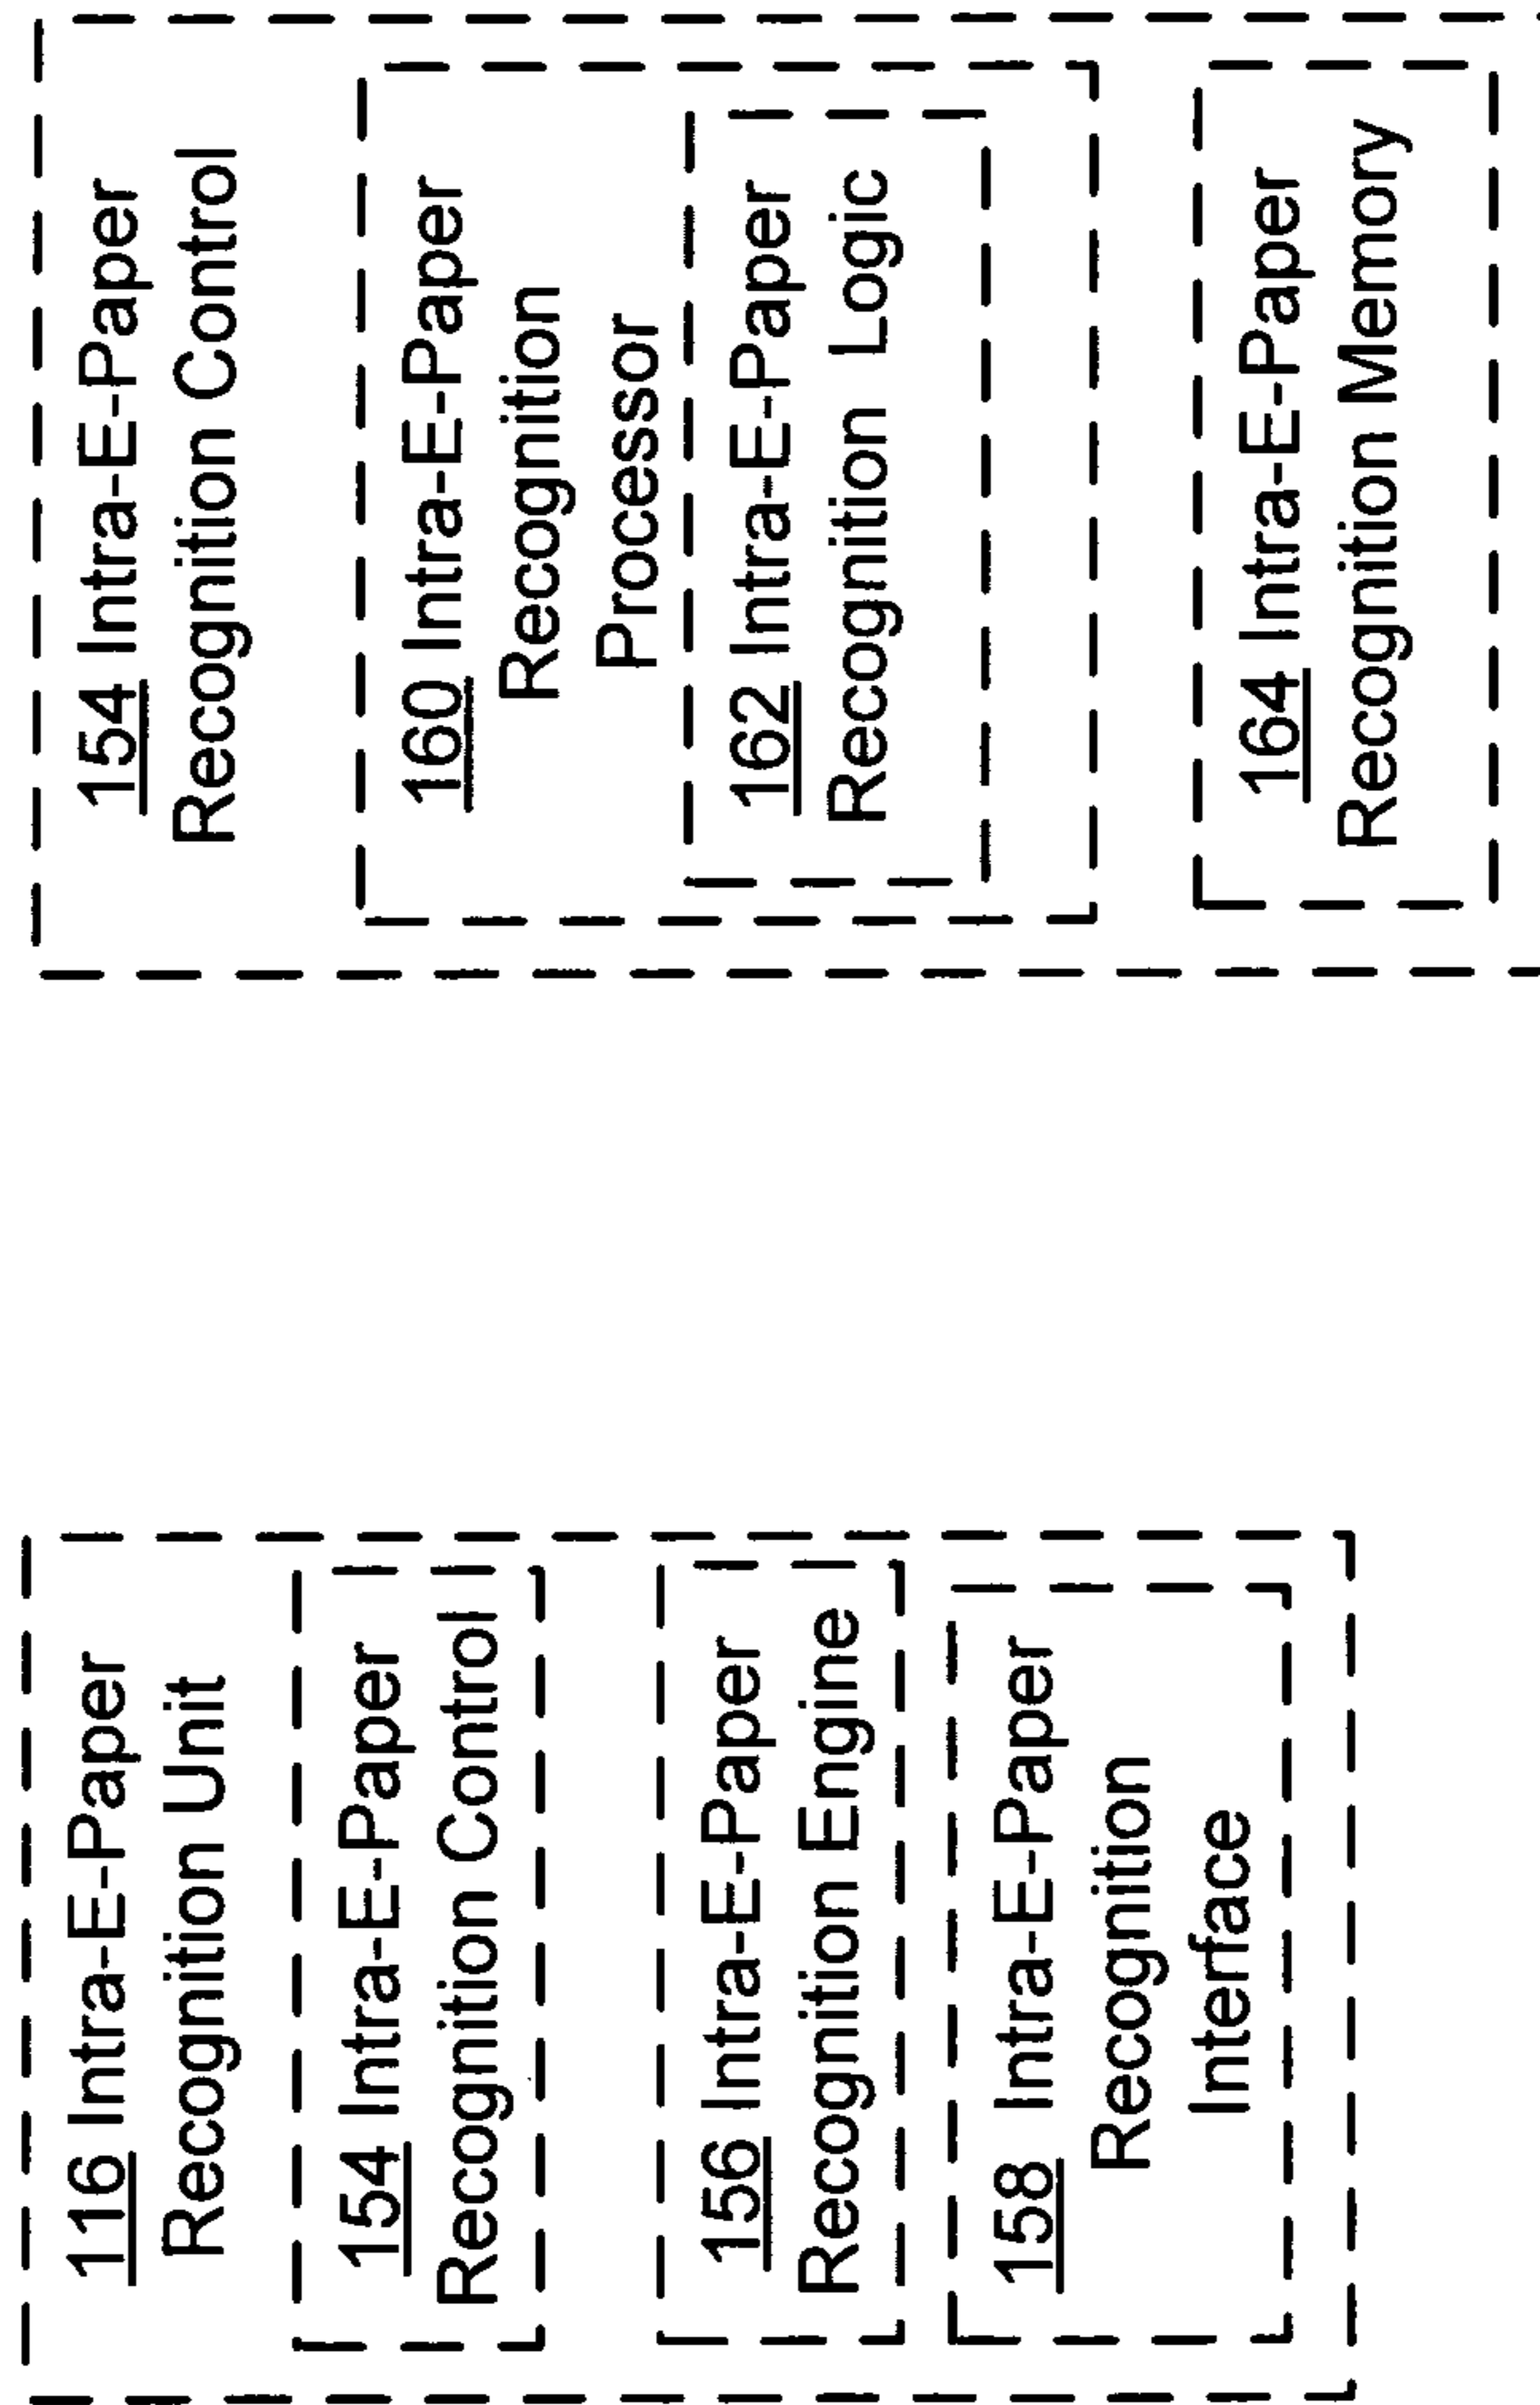 116 Intra-E-Paper
Recognition Unit
154 Intra-E-Paper
Recognition Control
156 Intra-E-Paper
Recognition Engine
158 Intra-E-Paper
Recognition
Interface
154 Intra-E-Paper
Recognition Control
160 Intra-E-Paper
Recognition
Processor
162 Intra-E-Paper
Recognition Logic
164 Intra-E-Paper
Recognition Memory